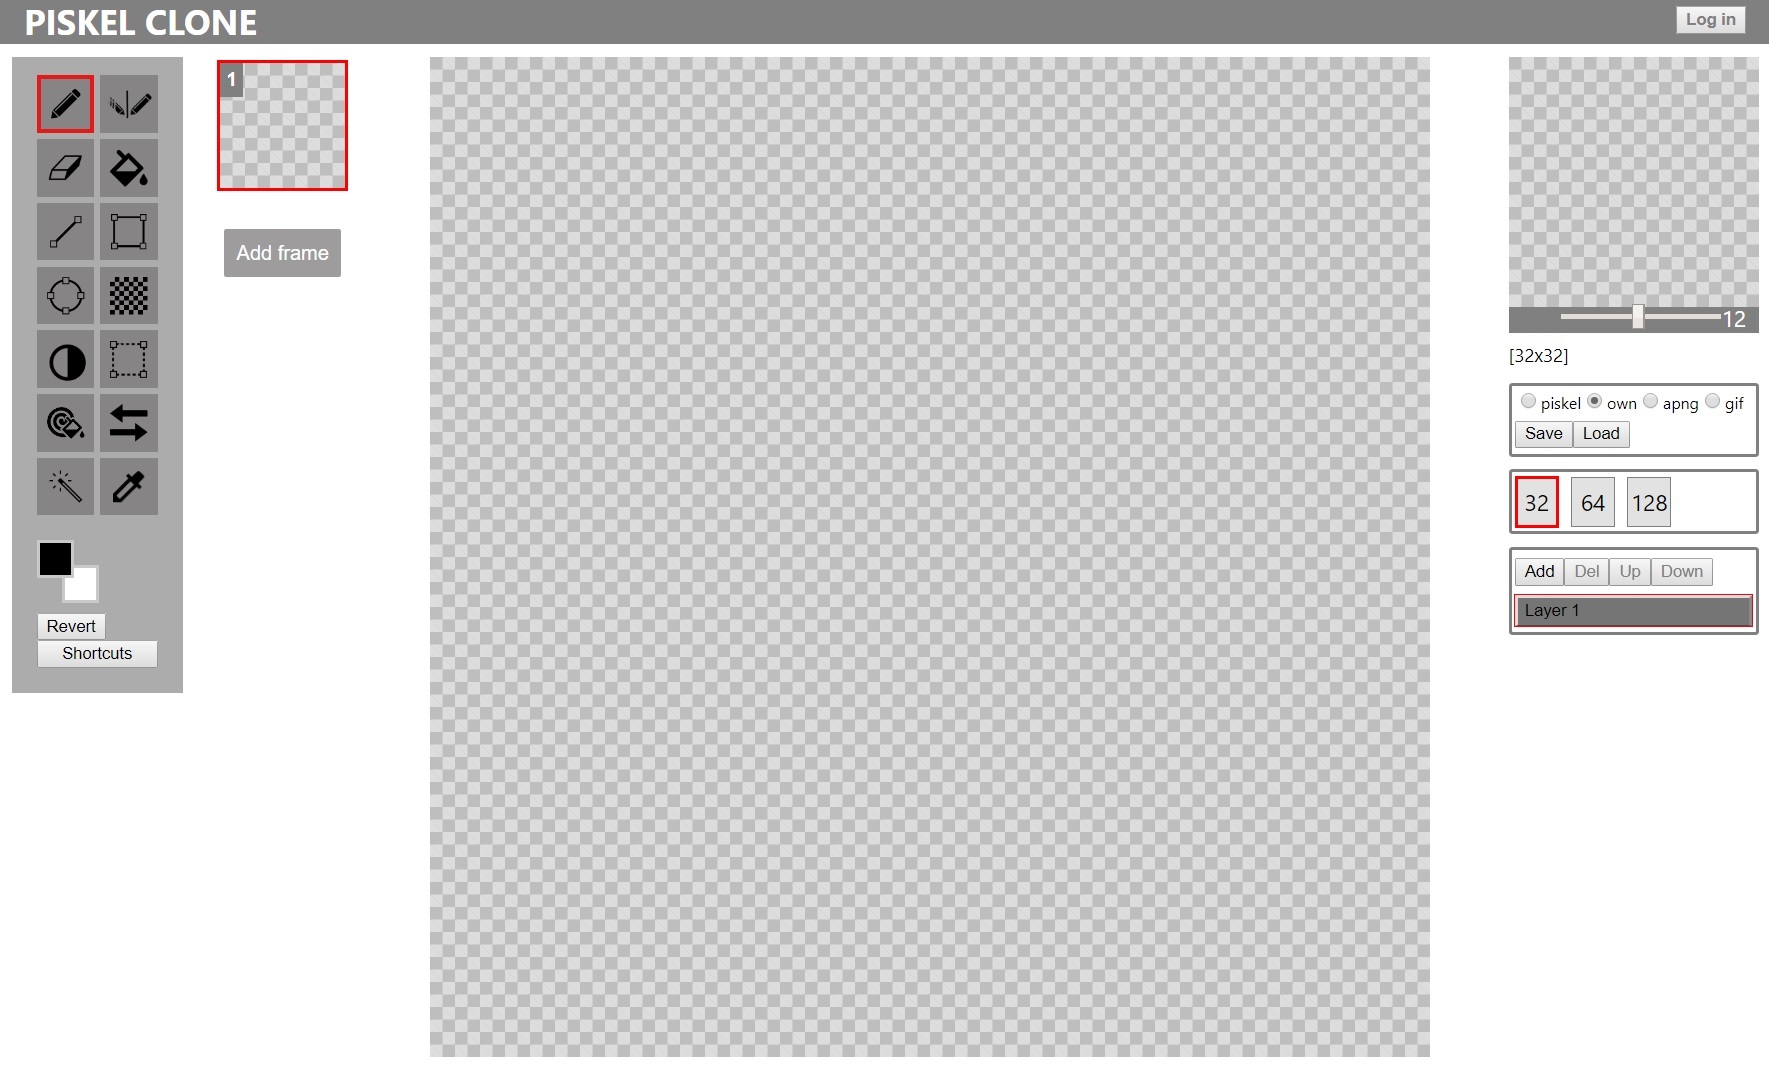 PISKEL CLONE
Log in
1
Add frame
Revert
Shortcuts
12
[32x32]
piskel own apng gif
Save Load
32 64 128
Add Del Up Down
Layer 1